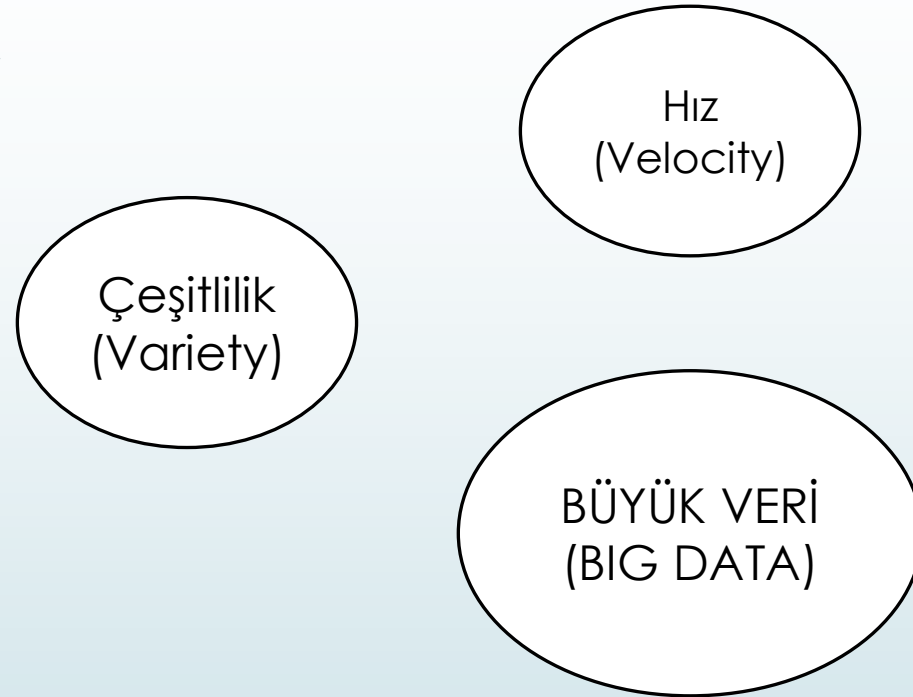 Hız
(Velocity)
Çeşitlilik
(Variety)
BÜYÜK VERİ
(BIG DATA)